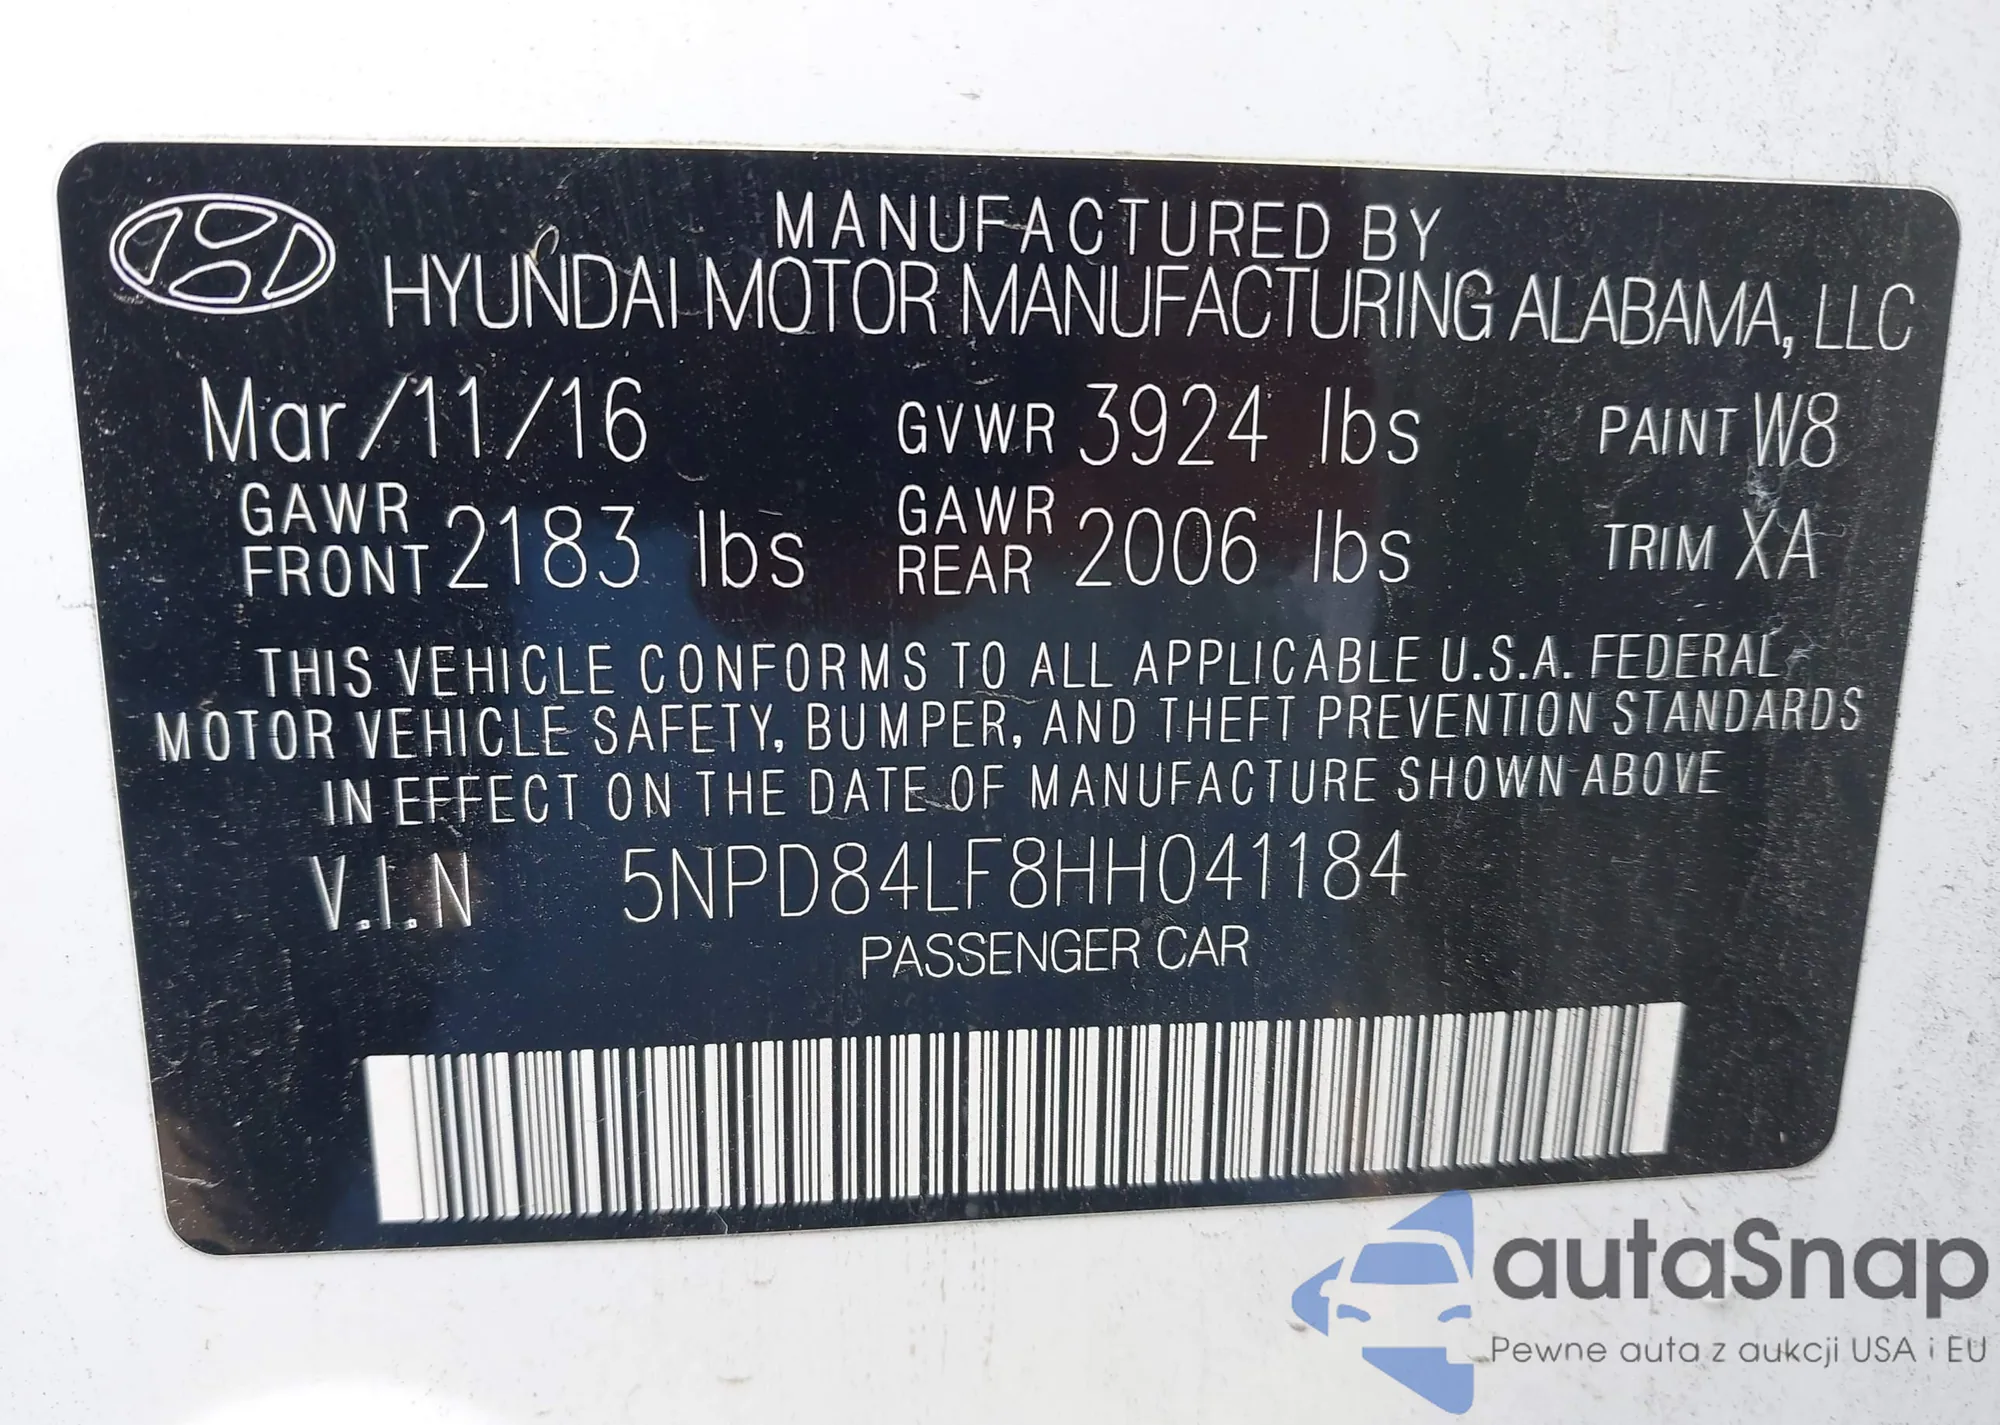 MANUFACTURED BY
HYUNDAI MOTOR MANUFACTURING ALABAMA, LLC
Mar/11/16 GVWR 3924 lbs PAINT W8
GAWR FRONT 2183 lbs GAWR REAR 2006 lbs TRIM XA
THIS VEHICLE CONFORMS TO ALL APPLICABLE U.S.A. FEDERAL
MOTOR VEHICLE SAFETY, BUMPER, AND THEFT PREVENTION STANDARDS
IN EFFECT ON THE DATE OF MANUFACTURE SHOWN ABOVE
V.I.N 5NPD84LF8HH041184
PASSENGER CAR
autaSnap
Pewne auta z aukcji USA i EU